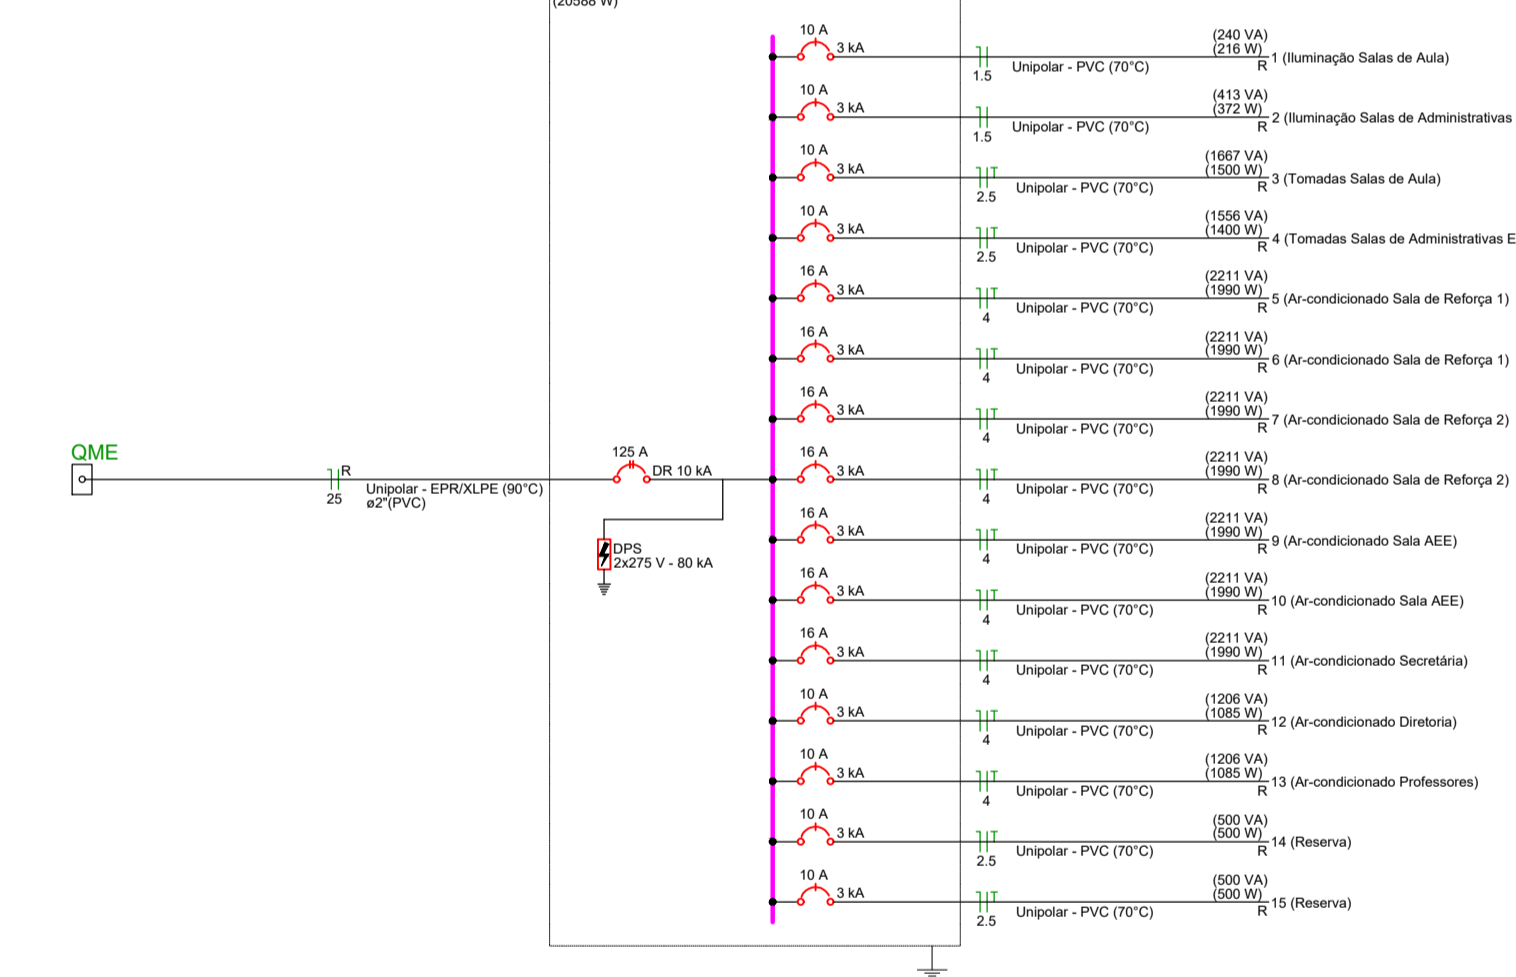 (20588 W)
10 A
3 kA
1.5
Unipolar - PVC (70°C)
(240 VA)
(216 W)
R
1 (Iluminação Salas de Aula)
10 A
3 kA
1.5
Unipolar - PVC (70°C)
(413 VA)
(372 W)
R
2 (Iluminação Salas de Administrativas
10 A
3 kA
T
2.5
Unipolar - PVC (70°C)
(1667 VA)
(1500 W)
R
3 (Tomadas Salas de Aula)
10 A
3 kA
T
2.5
Unipolar - PVC (70°C)
(1556 VA)
(1400 W)
R
4 (Tomadas Salas de Administrativas E
16 A
3 kA
T
4
Unipolar - PVC (70°C)
(2211 VA)
(1990 W)
R
5 (Ar-condicionado Sala de Reforça 1)
16 A
3 kA
T
4
Unipolar - PVC (70°C)
(2211 VA)
(1990 W)
R
6 (Ar-condicionado Sala de Reforça 1)
16 A
3 kA
T
4
Unipolar - PVC (70°C)
(2211 VA)
(1990 W)
R
7 (Ar-condicionado Sala de Reforça 2)
QME
R
25
Unipolar - EPR/XLPE (90°C)
ø2"(PVC)
125 A
DR 10 kA
DPS
2x275 V - 80 kA
16 A
3 kA
T
4
Unipolar - PVC (70°C)
(2211 VA)
(1990 W)
R
8 (Ar-condicionado Sala de Reforça 2)
16 A
3 kA
T
4
Unipolar - PVC (70°C)
(2211 VA)
(1990 W)
R
9 (Ar-condicionado Sala AEE)
16 A
3 kA
T
4
Unipolar - PVC (70°C)
(2211 VA)
(1990 W)
R
10 (Ar-condicionado Sala AEE)
16 A
3 kA
T
4
Unipolar - PVC (70°C)
(2211 VA)
(1990 W)
R
11 (Ar-condicionado Secretária)
10 A
3 kA
T
4
Unipolar - PVC (70°C)
(1206 VA)
(1085 W)
R
12 (Ar-condicionado Diretoria)
10 A
3 kA
T
4
Unipolar - PVC (70°C)
(1206 VA)
(1085 W)
R
13 (Ar-condicionado Professores)
10 A
3 kA
T
2.5
Unipolar - PVC (70°C)
(500 VA)
(500 W)
R
14 (Reserva)
10 A
3 kA
T
2.5
Unipolar - PVC (70°C)
(500 VA)
(500 W)
R
15 (Reserva)